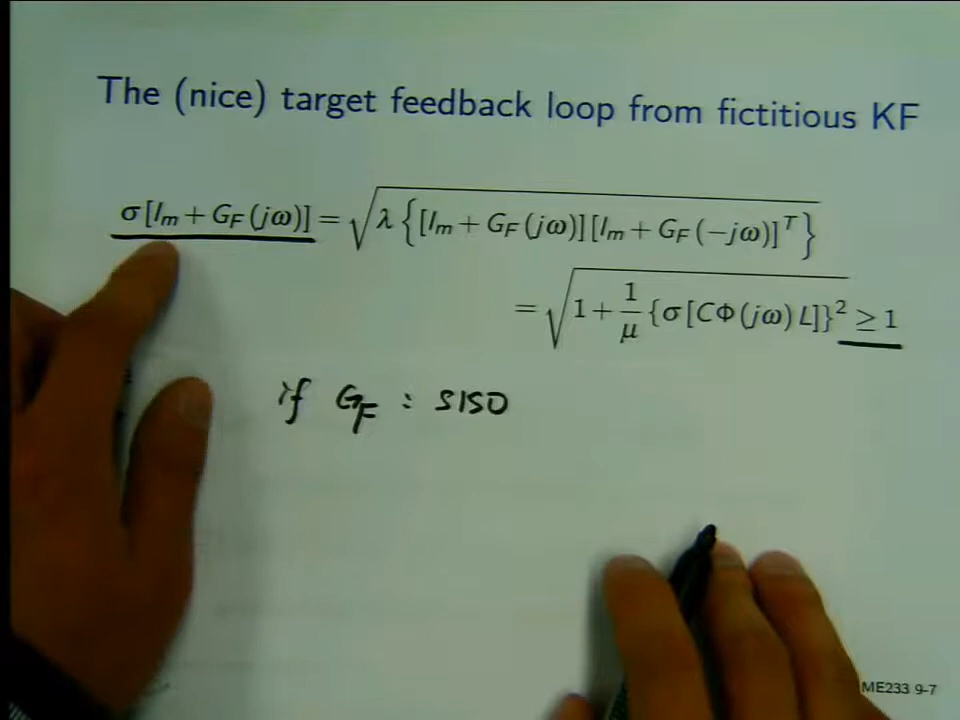 The (nice) target feedback loop from fictitious KF
σ[I_m + G_F(jω)] = √(λ{[I_m + G_F(jω)][I_m + G_F(−jω)]^T})
= √(1 + 1/μ {σ[CΦ(jω)L]}^2) ≥ 1
if G_F : SISO
ME233 9-7